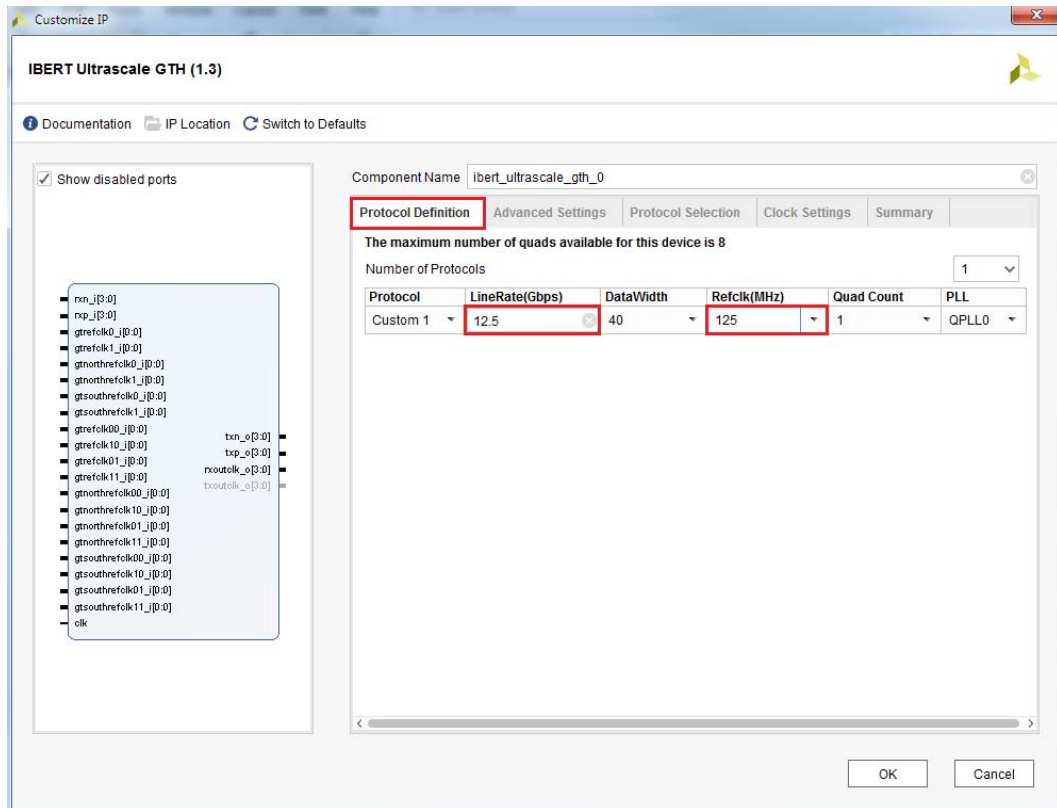 Customize IP
IBERT Ultrascale GTH (1.3)
Documentation IP Location Switch to Defaults
Show disabled ports
rxn_i[3:0]
rxp_i[3:0]
gtrefclk0_i[0:0]
gtrefclk1_i[0:0]
gtnorthrefclk0_i[0:0]
gtnorthrefclk1_i[0:0]
gtsouthrefclk0_i[0:0]
gtsouthrefclk1_i[0:0]
gtrefclk00_i[0:0]
gtrefclk10_i[0:0]
gtrefclk01_i[0:0]
gtrefclk11_i[0:0]
gtnorthrefclk00_i[0:0]
gtnorthrefclk10_i[0:0]
gtnorthrefclk01_i[0:0]
gtnorthrefclk11_i[0:0]
gtsouthrefclk00_i[0:0]
gtsouthrefclk10_i[0:0]
gtsouthrefclk01_i[0:0]
gtsouthrefclk11_i[0:0]
clk
txn_o[3:0]
txp_o[3:0]
rxoutclk_o[3:0]
txoutclk_o[3:0]
Component Name ibert_ultrascale_gth_0
Protocol Definition Advanced Settings Protocol Selection Clock Settings Summary
The maximum number of quads available for this device is 8
Number of Protocols 1
Protocol LineRate(Gbps) DataWidth Refclk(MHz) Quad Count PLL
Custom 1 12.5 40 125 1 QPLL0
OK Cancel